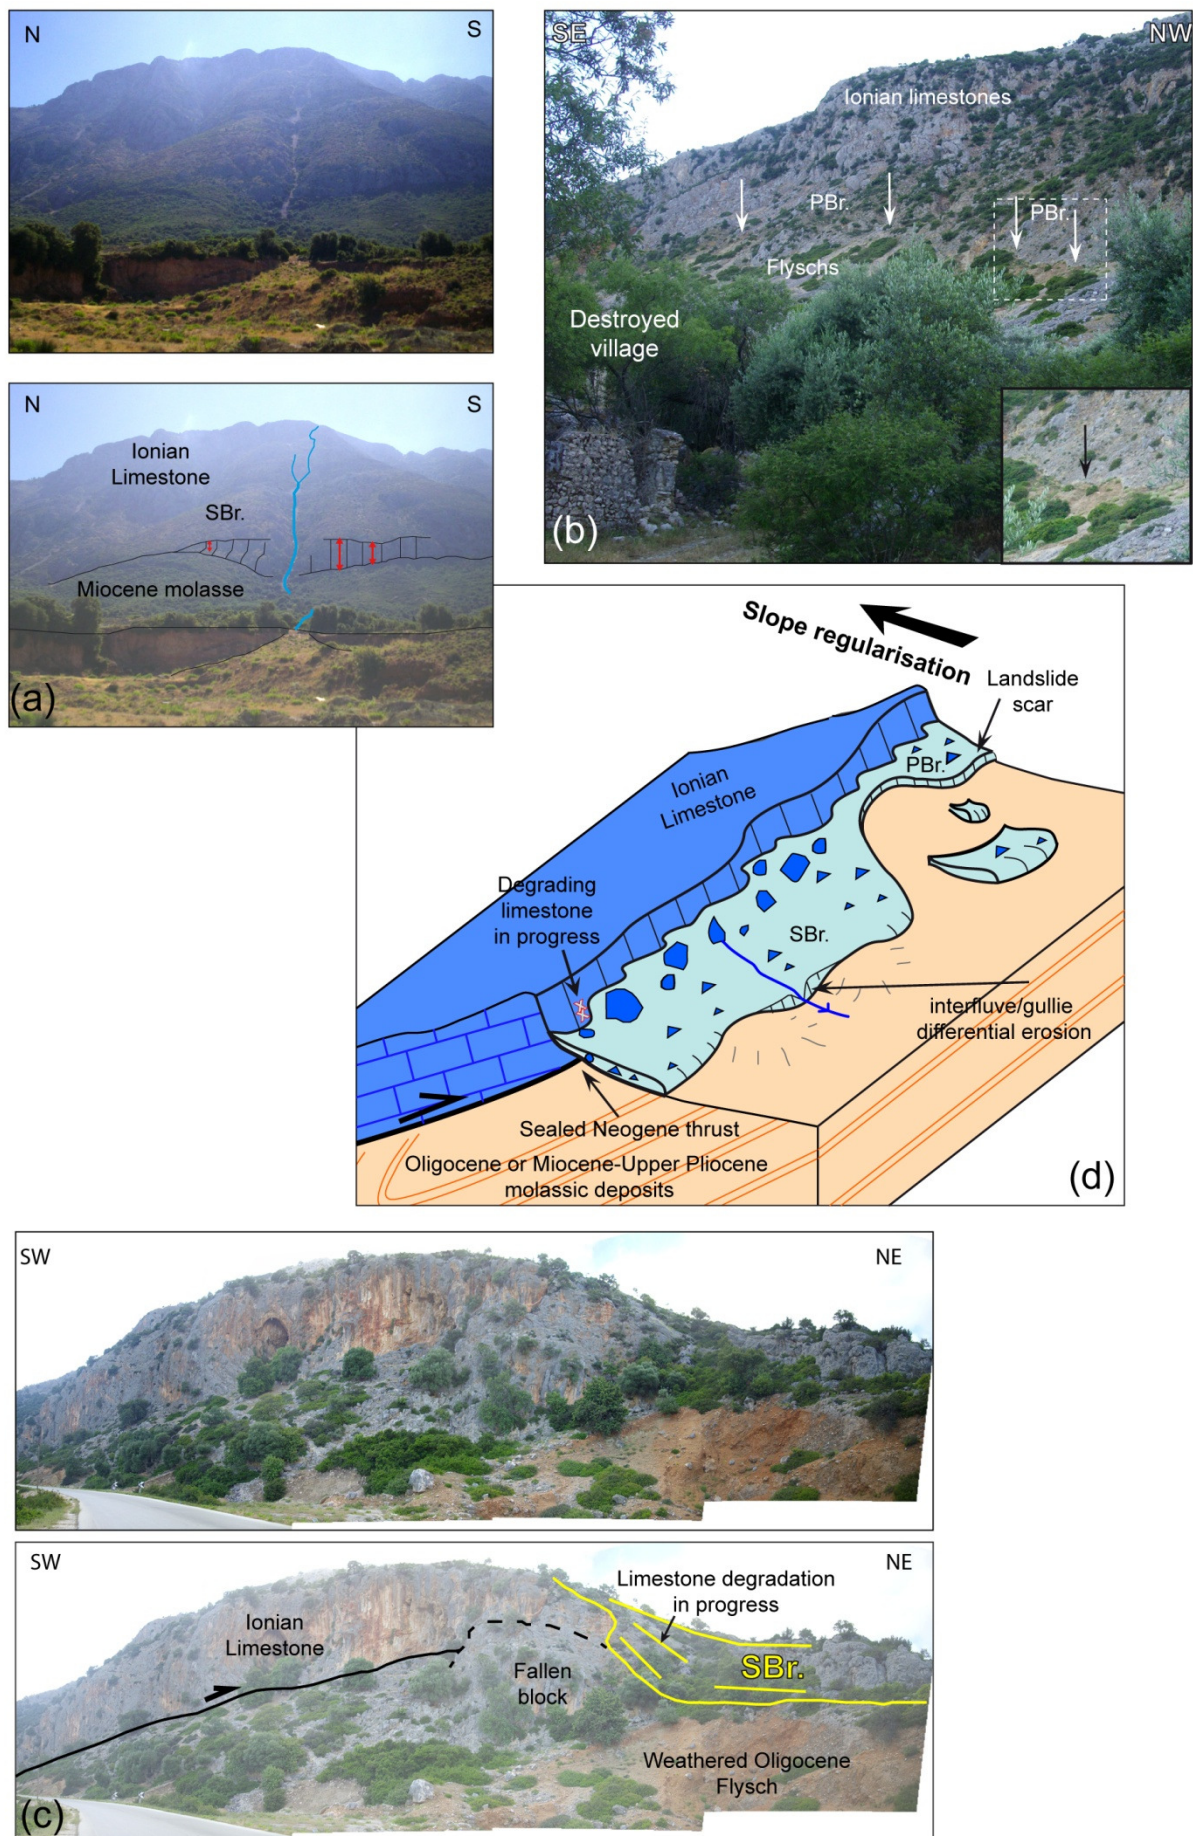 N
S
N
S
Ionian
Limestone
SBr.
Miocene molasse
(a)
SE
NW
Ionian limestones
PBr.
PBr.
Flyschs
Destroyed
village
(b)
Slope regularisation
Landslide
scar
PBr.
Ionian
Limestone
Degrading
limestone
in progress
SBr.
interfluve/gullie
differential erosion
Sealed Neogene thrust
Oligocene or Miocene-Upper Pliocene
molassic deposits
(d)
SW
NE
SW
NE
Limestone degradation
in progress
Ionian
Limestone
SBr.
Fallen
block
Weathered Oligocene
Flysch
(c)